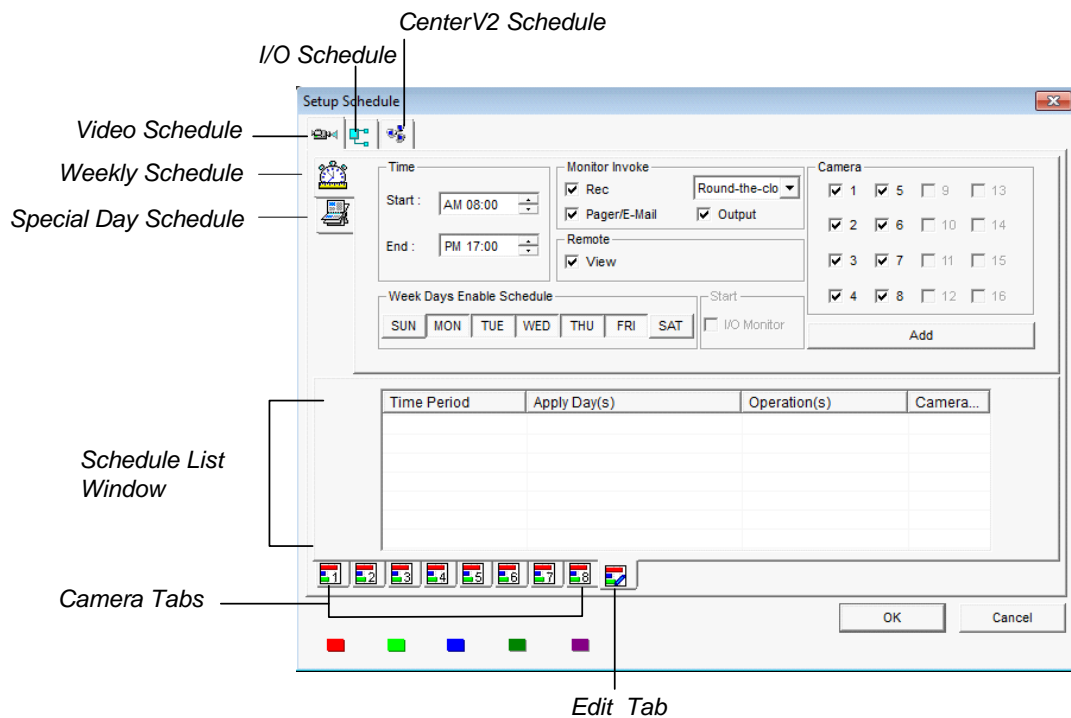 CenterV2 Schedule
I/O Schedule
Setup Schedule
Video Schedule
Weekly Schedule
Special Day Schedule
Time
Start :
AM 08:00
End :
PM 17:00
Monitor Invoke
Rec
Round-the-clo
Pager/E-Mail
Output
Remote
View
Camera
1 5 9 13
2 6 10 14
3 7 11 15
4 8 12 16
Week Days Enable Schedule
SUN MON TUE WED THU FRI SAT
Start
I/O Monitor
Add
Time Period Apply Day(s) Operation(s) Camera...
Schedule List
Window
1 2 3 4 5 6 7 8
Camera Tabs
OK Cancel
Edit Tab